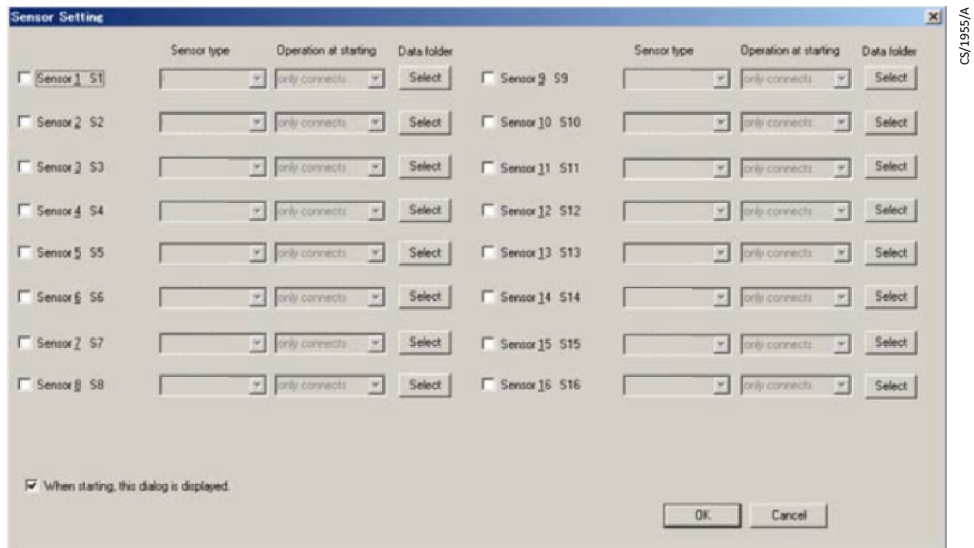 Sensor Setting
Sensor type Operation at starting Data folder Sensor type Operation at starting Data folder
Sensor 1 S1 only connects Select Sensor 9 S9 only connects Select
Sensor 2 S2 only connects Select Sensor 10 S10 only connects Select
Sensor 3 S3 only connects Select Sensor 11 S11 only connects Select
Sensor 4 S4 only connects Select Sensor 12 S12 only connects Select
Sensor 5 S5 only connects Select Sensor 13 S13 only connects Select
Sensor 6 S6 only connects Select Sensor 14 S14 only connects Select
Sensor 7 S7 only connects Select Sensor 15 S15 only connects Select
Sensor 8 S8 only connects Select Sensor 16 S16 only connects Select
When starting, this dialog is displayed.
OK Cancel
CS/1955/A